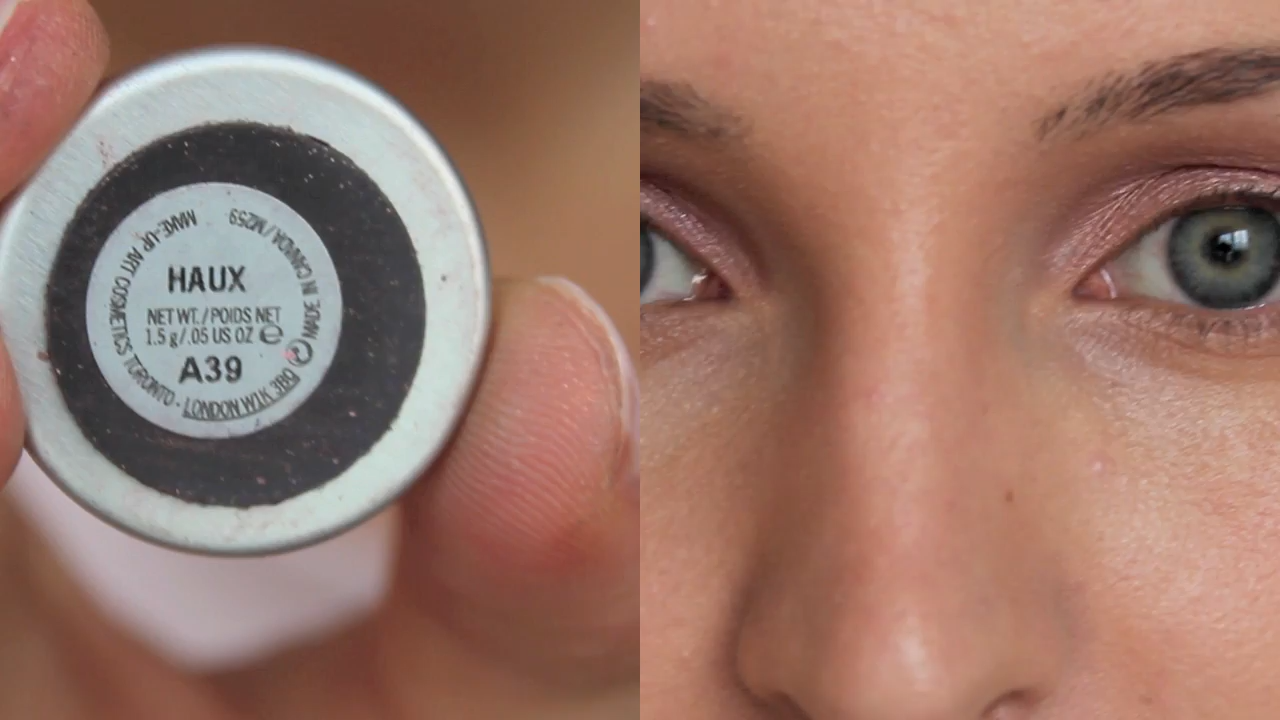 HAUX
NET WT./POIDS NET
1.5 g/.05 US OZ ℮
A39
MAKE-UP ART COSMETICS TORONTO - LONDON W1K 3BQ
MADE IN CANADA/M259